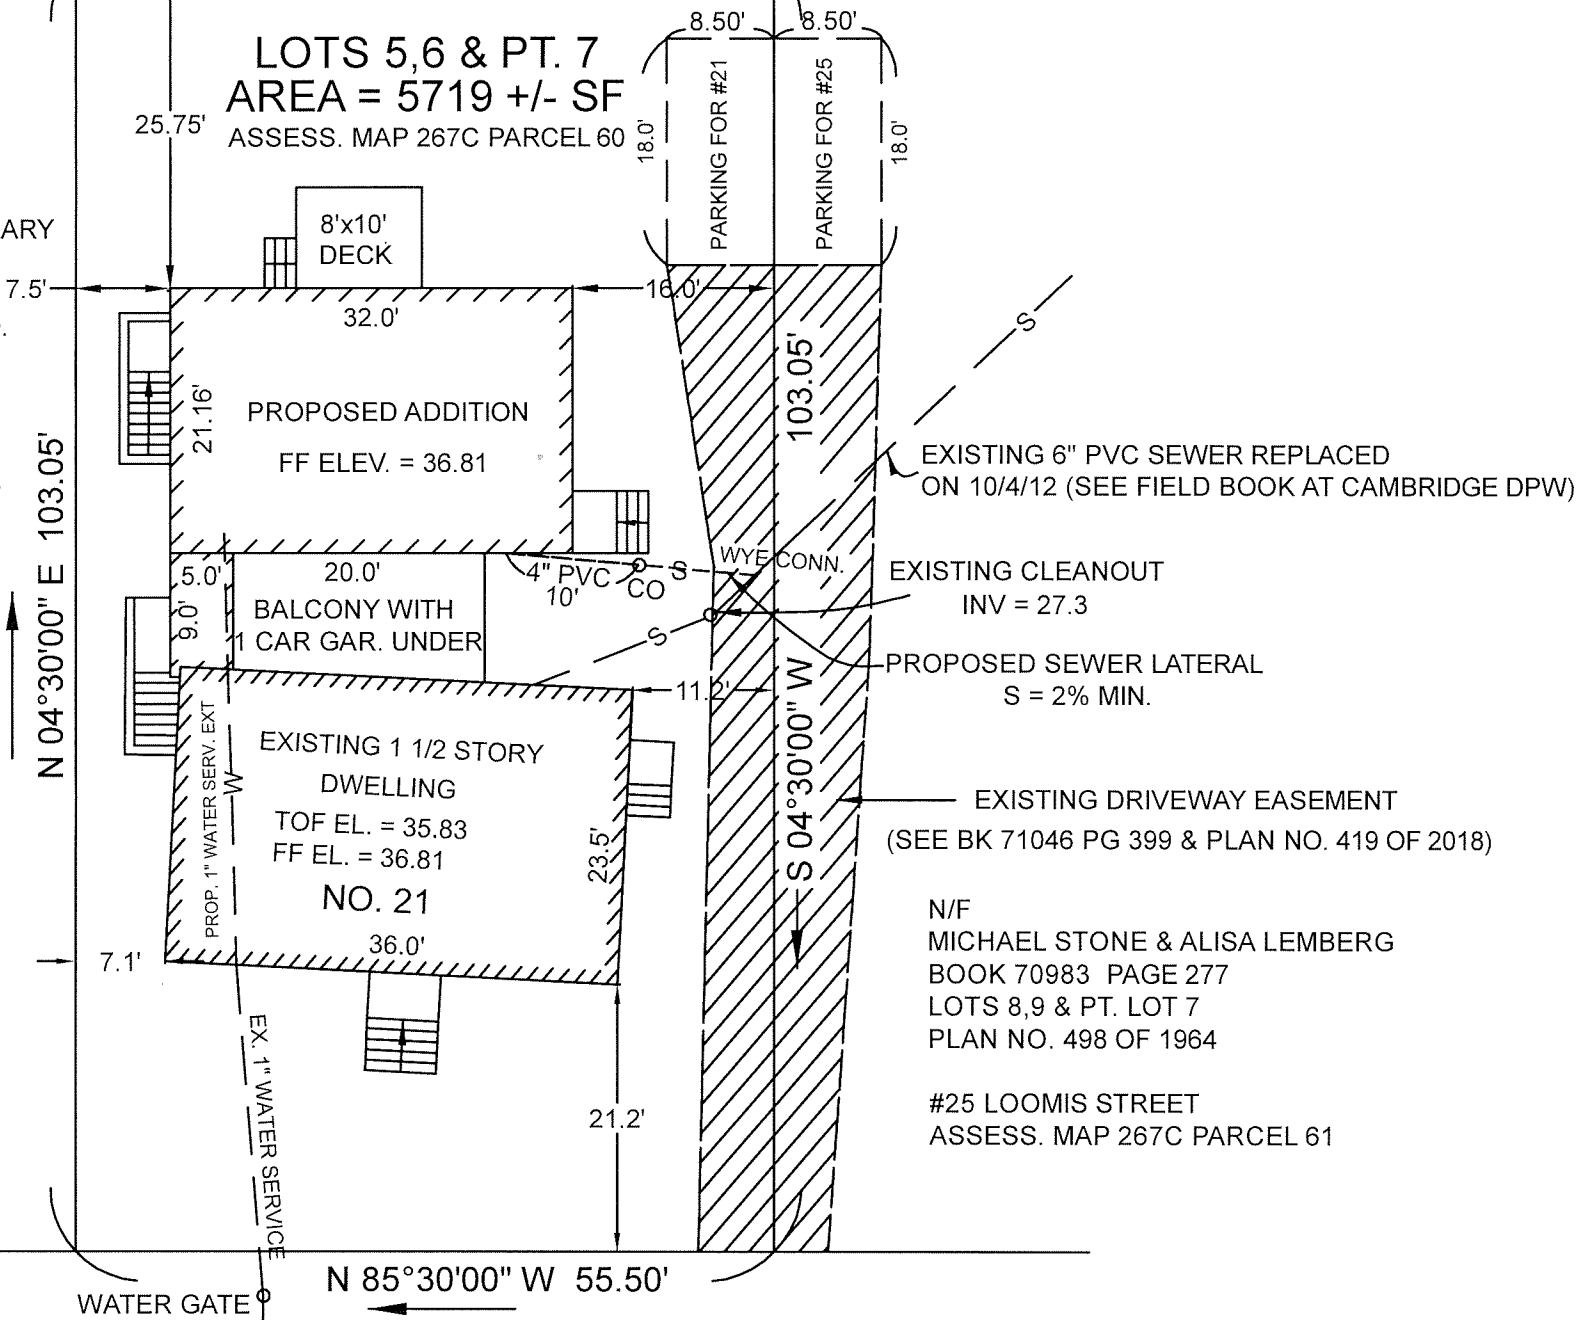 8.50'
8.50'
LOTS 5,6 & PT. 7
AREA = 5719 +/- SF
ASSESS. MAP 267C PARCEL 60
25.75'
18.0'
PARKING FOR #21
PARKING FOR #25
18.0'
ARY
8'x10'
DECK
7.5'
16.0'
32.0'
21.16'
PROPOSED ADDITION
FF ELEV. = 36.81
103.05'
N 04°30'00" E 103.05'
S
EXISTING 6" PVC SEWER REPLACED
ON 10/4/12 (SEE FIELD BOOK AT CAMBRIDGE DPW)
WYE CONN.
5.0'
20.0'
4" PVC
10'
CO
S
9.0'
BALCONY WITH
1 CAR GAR. UNDER
S
EXISTING CLEANOUT
INV = 27.3
PROPOSED SEWER LATERAL
S = 2% MIN.
11.2'
S 04°30'00" W
PROP. 1" WATER SERV. EXT
W
EXISTING 1 1/2 STORY
DWELLING
TOF EL. = 35.83
FF EL. = 36.81
NO. 21
23.5'
36.0'
7.1'
EXISTING DRIVEWAY EASEMENT
(SEE BK 71046 PG 399 & PLAN NO. 419 OF 2018)
N/F
MICHAEL STONE & ALISA LEMBERG
BOOK 70983 PAGE 277
LOTS 8,9 & PT. LOT 7
PLAN NO. 498 OF 1964
#25 LOOMIS STREET
ASSESS. MAP 267C PARCEL 61
EX. 1" WATER SERVICE
21.2'
N 85°30'00" W 55.50'
WATER GATE